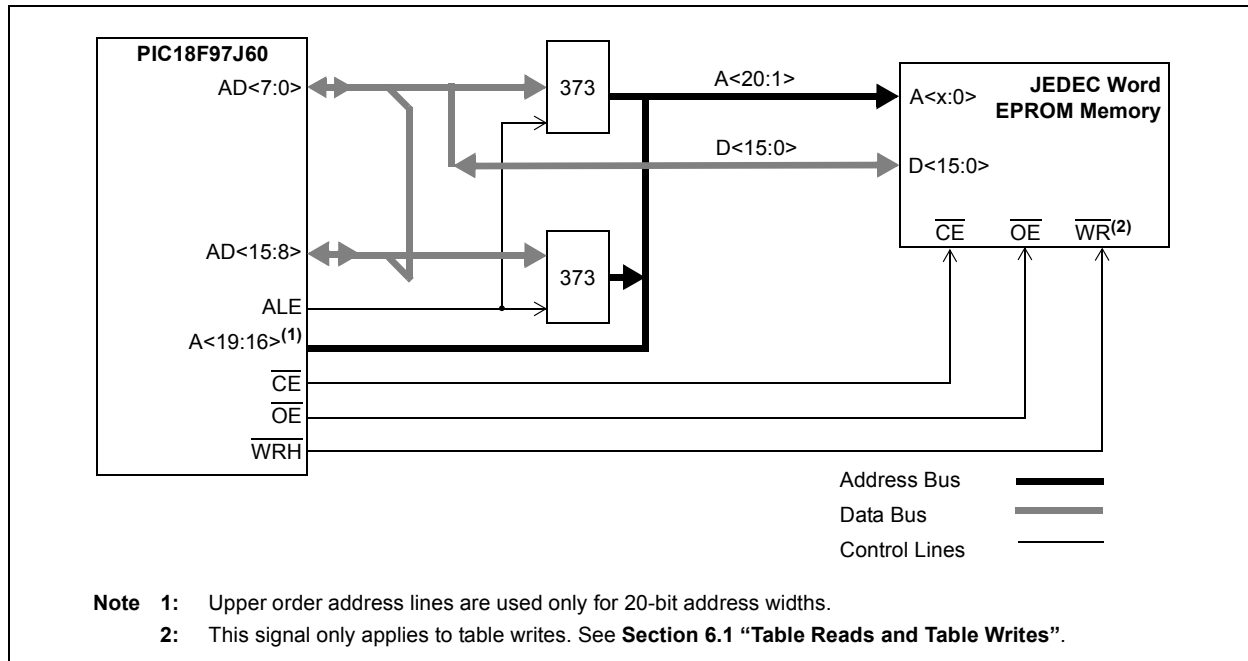 PIC18F97J60
AD<7:0>
373
A<20:1>
A<x:0>
JEDEC Word
EPROM Memory
D<15:0>
D<15:0>
CE
OE
WR(2)
AD<15:8>
373
ALE
A<19:16>(1)
CE
OE
WRH
Address Bus
Data Bus
Control Lines
Note 1: Upper order address lines are used only for 20-bit address widths.
2: This signal only applies to table writes. See Section 6.1 “Table Reads and Table Writes”.